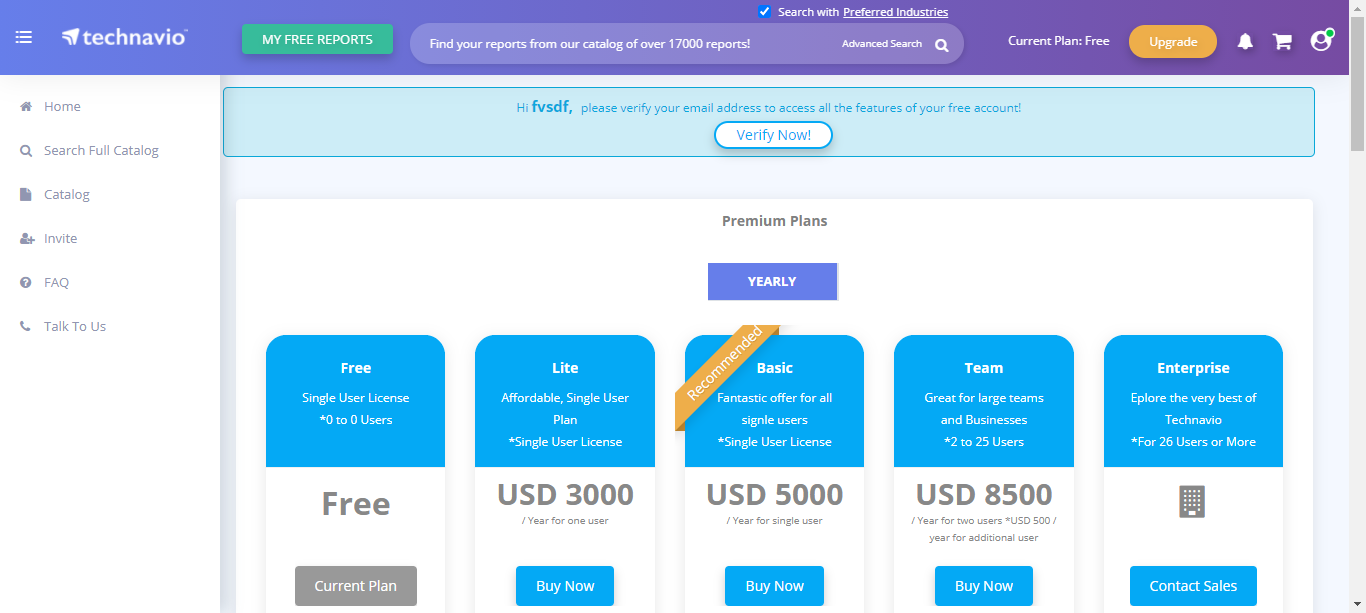 Search with Preferred Industries
technavio
MY FREE REPORTS
Find your reports from our catalog of over 17000 reports!
Advanced Search
Current Plan: Free
Upgrade
Home
Search Full Catalog
Catalog
Invite
FAQ
Talk To Us
Hi fvsdf, please verify your email address to access all the features of your free account!
Verify Now!
Premium Plans
YEARLY
Free
Single User License
*0 to 0 Users
Free
Current Plan
Lite
Affordable, Single User
Plan
*Single User License
USD 3000
/ Year for one user
Buy Now
Recommended
Basic
Fantastic offer for all
signle users
*Single User License
USD 5000
/ Year for single user
Buy Now
Team
Great for large teams
and Businesses
*2 to 25 Users
USD 8500
/ Year for two users *USD 500 /
year for additional user
Buy Now
Enterprise
Eplore the very best of
Technavio
*For 26 Users or More
Contact Sales